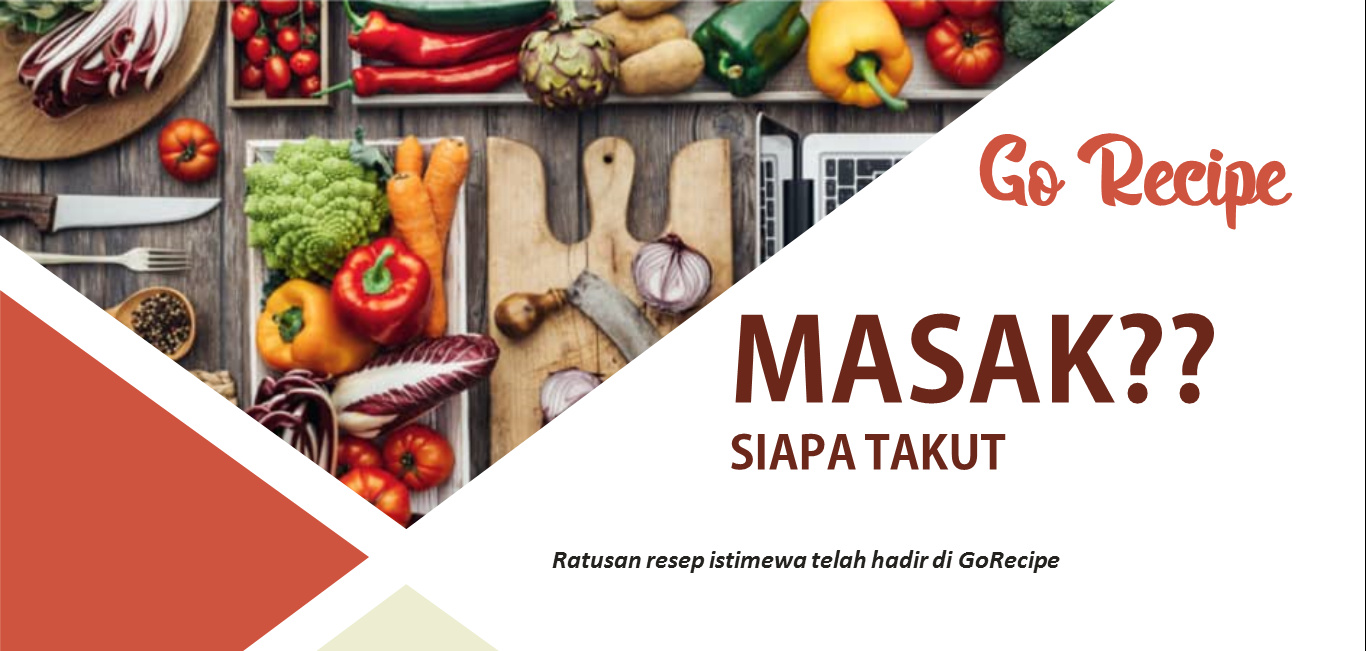 Go Recipe
MASAK??
SIAPA TAKUT
Ratusan resep istimewa telah hadir di GoRecipe